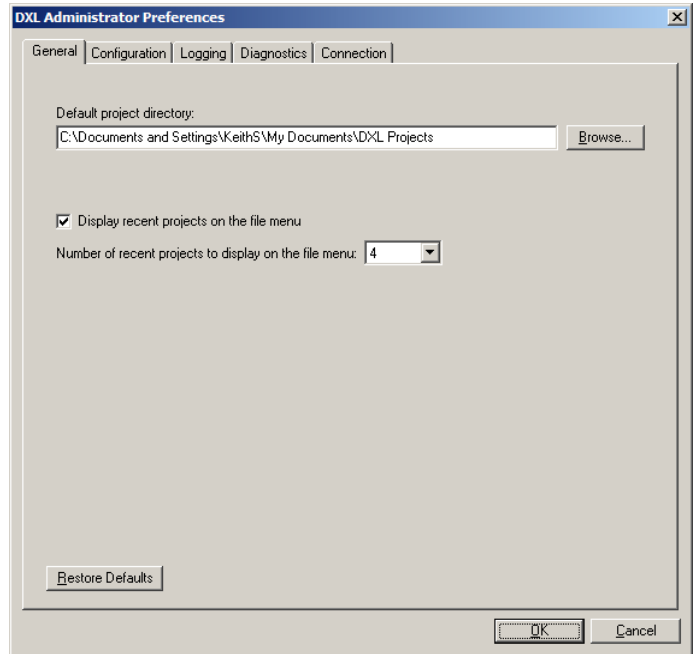 DXL Administrator Preferences
General Configuration Logging Diagnostics Connection
Default project directory:
C:\Documents and Settings\KeithS\My Documents\DXL Projects Browse...
Display recent projects on the file menu
Number of recent projects to display on the file menu: 4
Restore Defaults
OK Cancel